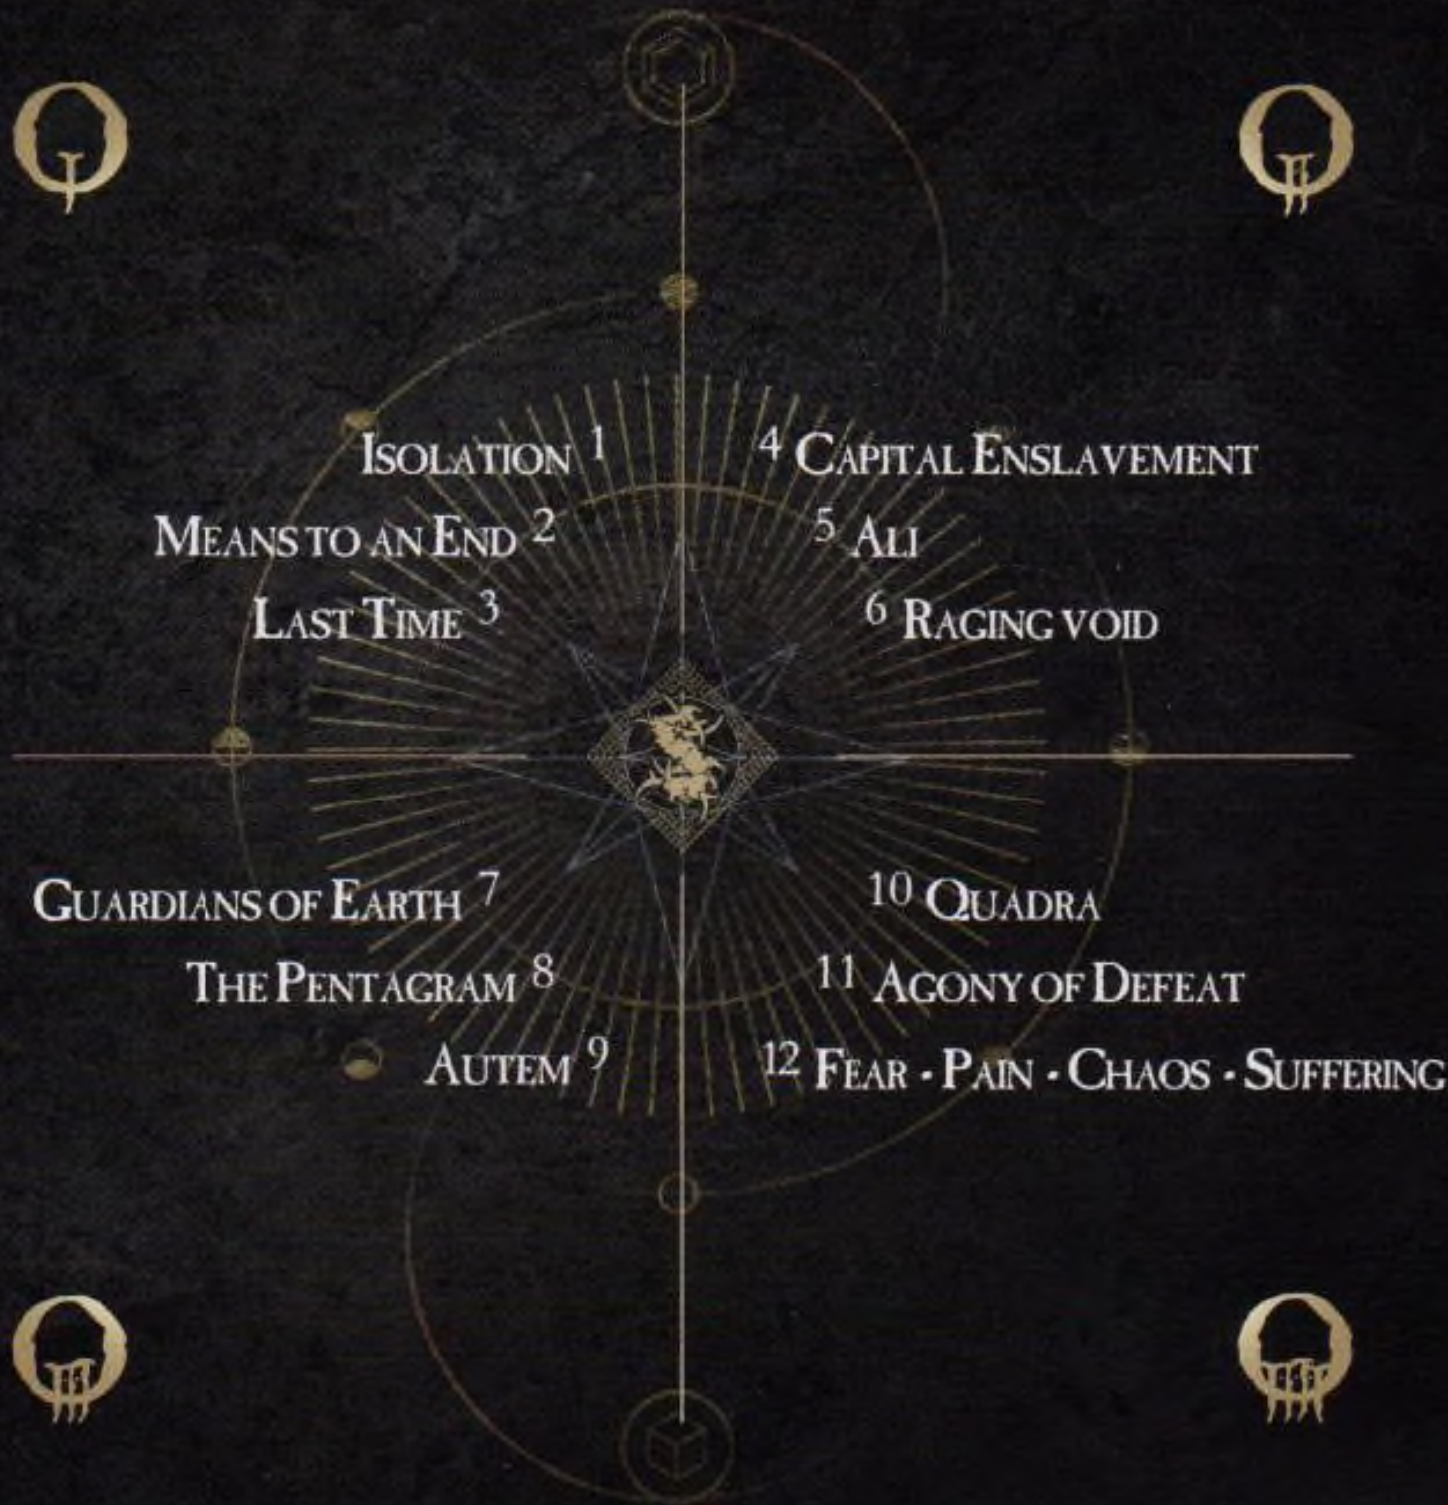 Isolation 1
Means to an End 2
Last Time 3
4 Capital Enslavement
5 Ali
6 Raging void
Guardians of Earth 7
The Pentagram 8
Autem 9
10 Quadra
11 Agony of Defeat
12 Fear · Pain · Chaos · Suffering